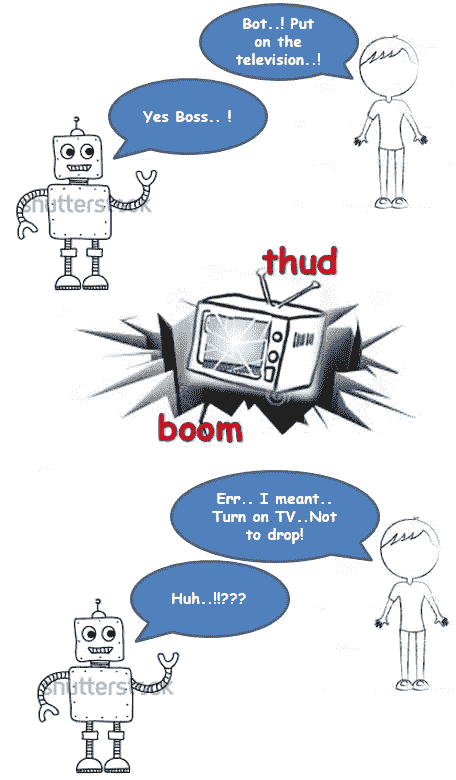 Bot..! Put
on the
television..!
Yes Boss.. !
shutterstock
thud
boom
Err.. I meant..
Turn on TV..Not
to drop!
Huh..!!???
shutterstock